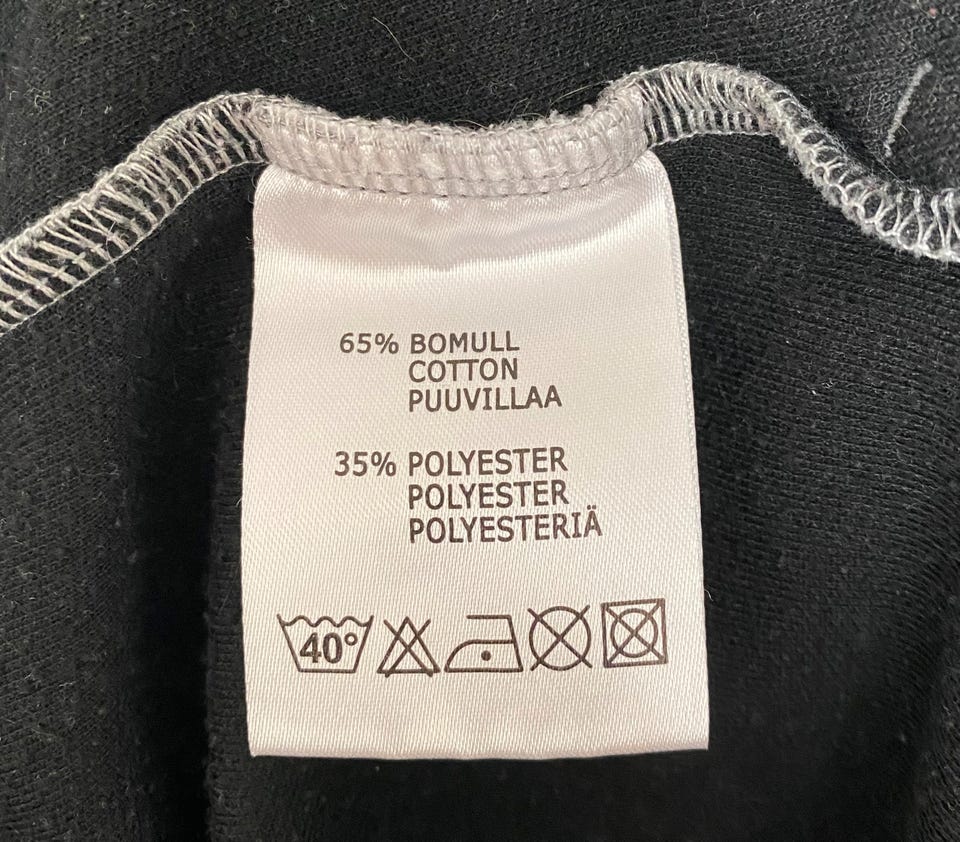 65% BOMULL
COTTON
PUUVILLAA
35% POLYESTER
POLYESTER
POLYESTERIÄ
40°